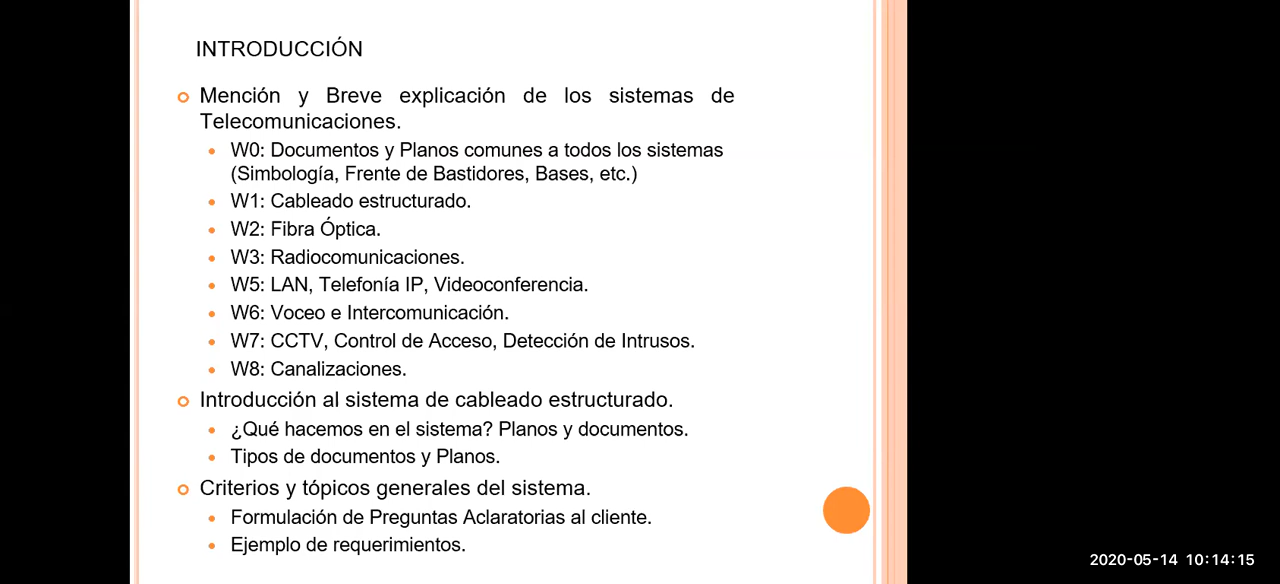 INTRODUCCIÓN
Mención y Breve explicación de los sistemas de
Telecomunicaciones.
W0: Documentos y Planos comunes a todos los sistemas
(Simbología, Frente de Bastidores, Bases, etc.)
W1: Cableado estructurado.
W2: Fibra Óptica.
W3: Radiocomunicaciones.
W5: LAN, Telefonía IP, Videoconferencia.
W6: Voceo e Intercomunicación.
W7: CCTV, Control de Acceso, Detección de Intrusos.
W8: Canalizaciones.
Introducción al sistema de cableado estructurado.
¿Qué hacemos en el sistema? Planos y documentos.
Tipos de documentos y Planos.
Criterios y tópicos generales del sistema.
Formulación de Preguntas Aclaratorias al cliente.
Ejemplo de requerimientos.
2020-05-14 10:14:15